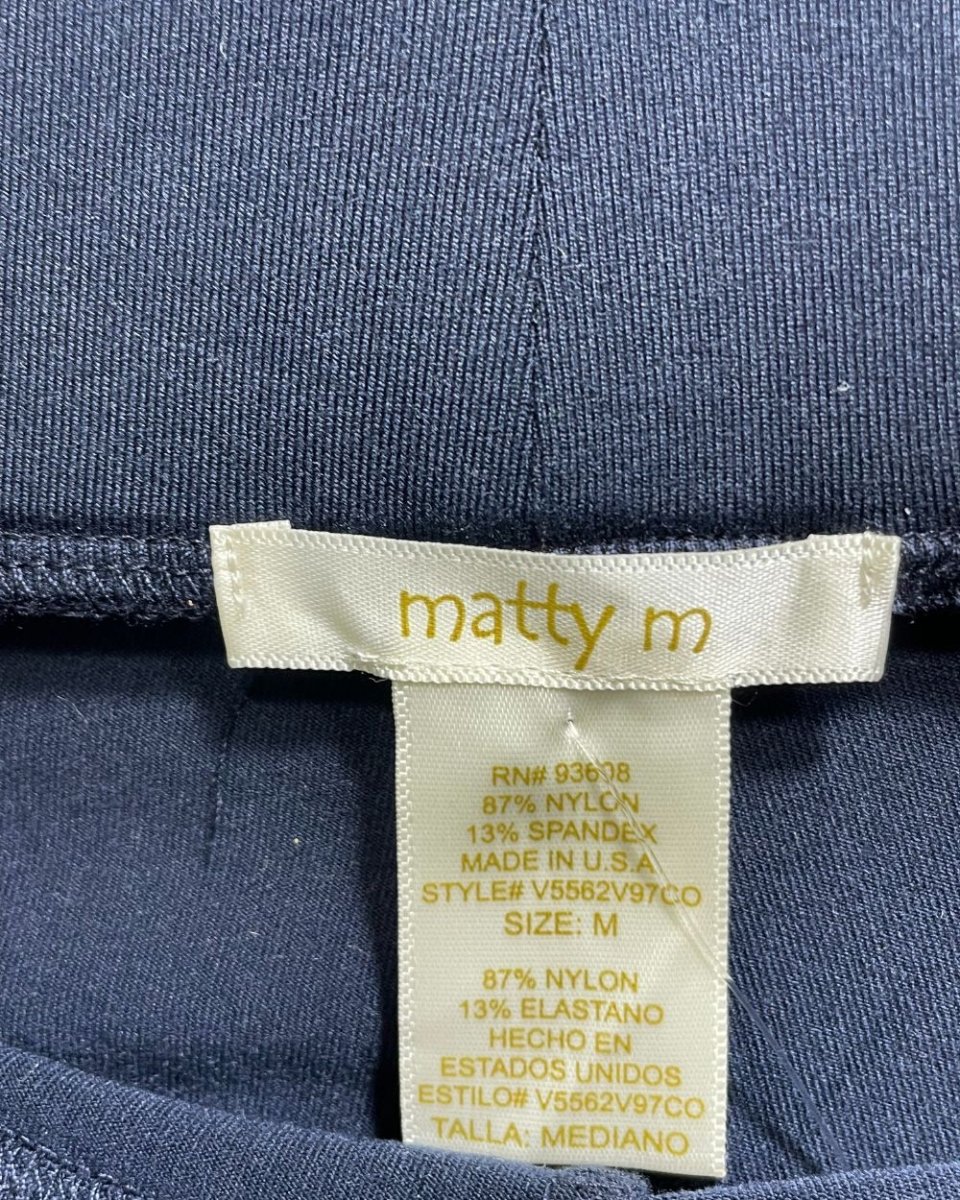 matty m
RN# 93608
87% NYLON
13% SPANDEX
MADE IN U.S.A
STYLE# V5562V97CO
SIZE: M
87% NYLON
13% ELASTANO
HECHO EN
ESTADOS UNIDOS
ESTILO# V5562V97CO
TALLA: MEDIANO